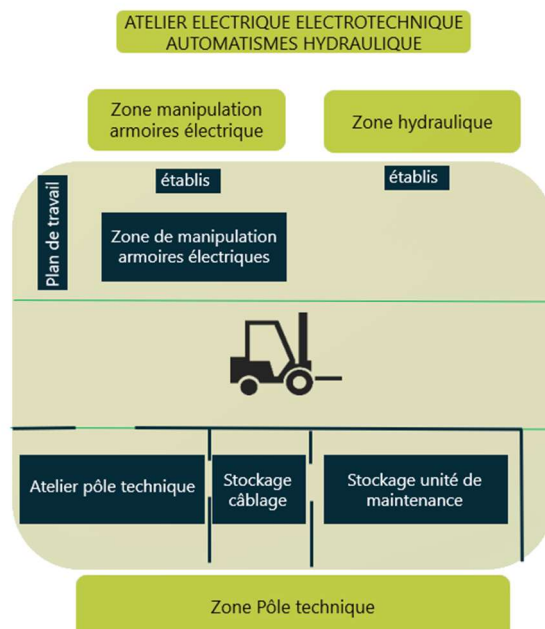 ATELIER ELECTRIQUE ELECTROTECHNIQUE
AUTOMATISMES HYDRAULIQUE
Zone manipulation
armoires électrique
Zone hydraulique
établis
établis
Plan de travail
Zone de manipulation
armoires électriques
Atelier pôle technique
Stockage
câblage
Stockage unité de
maintenance
Zone Pôle technique